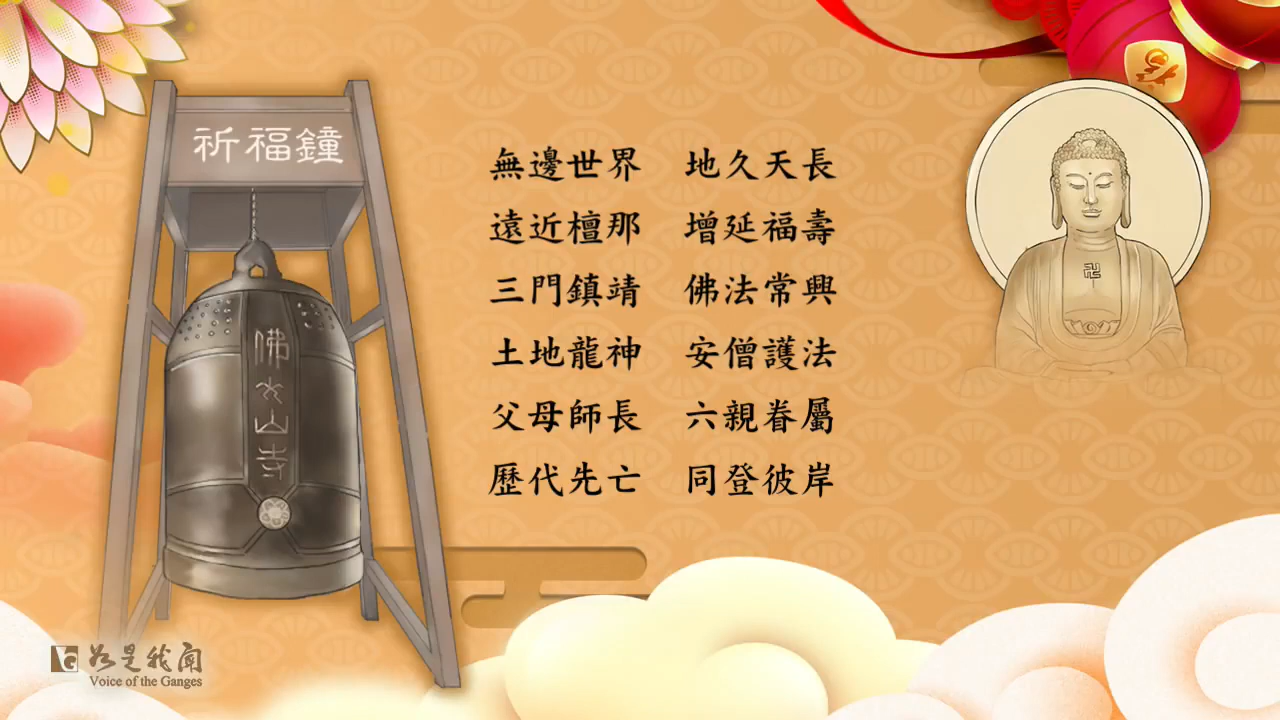 祈福鐘
佛光山寺
無邊世界　地久天長
遠近檀那　增延福壽
三門鎮靖　佛法常興
土地龍神　安僧護法
父母師長　六親眷屬
歷代先亡　同登彼岸
卍
如是我聞
Voice of the Ganges